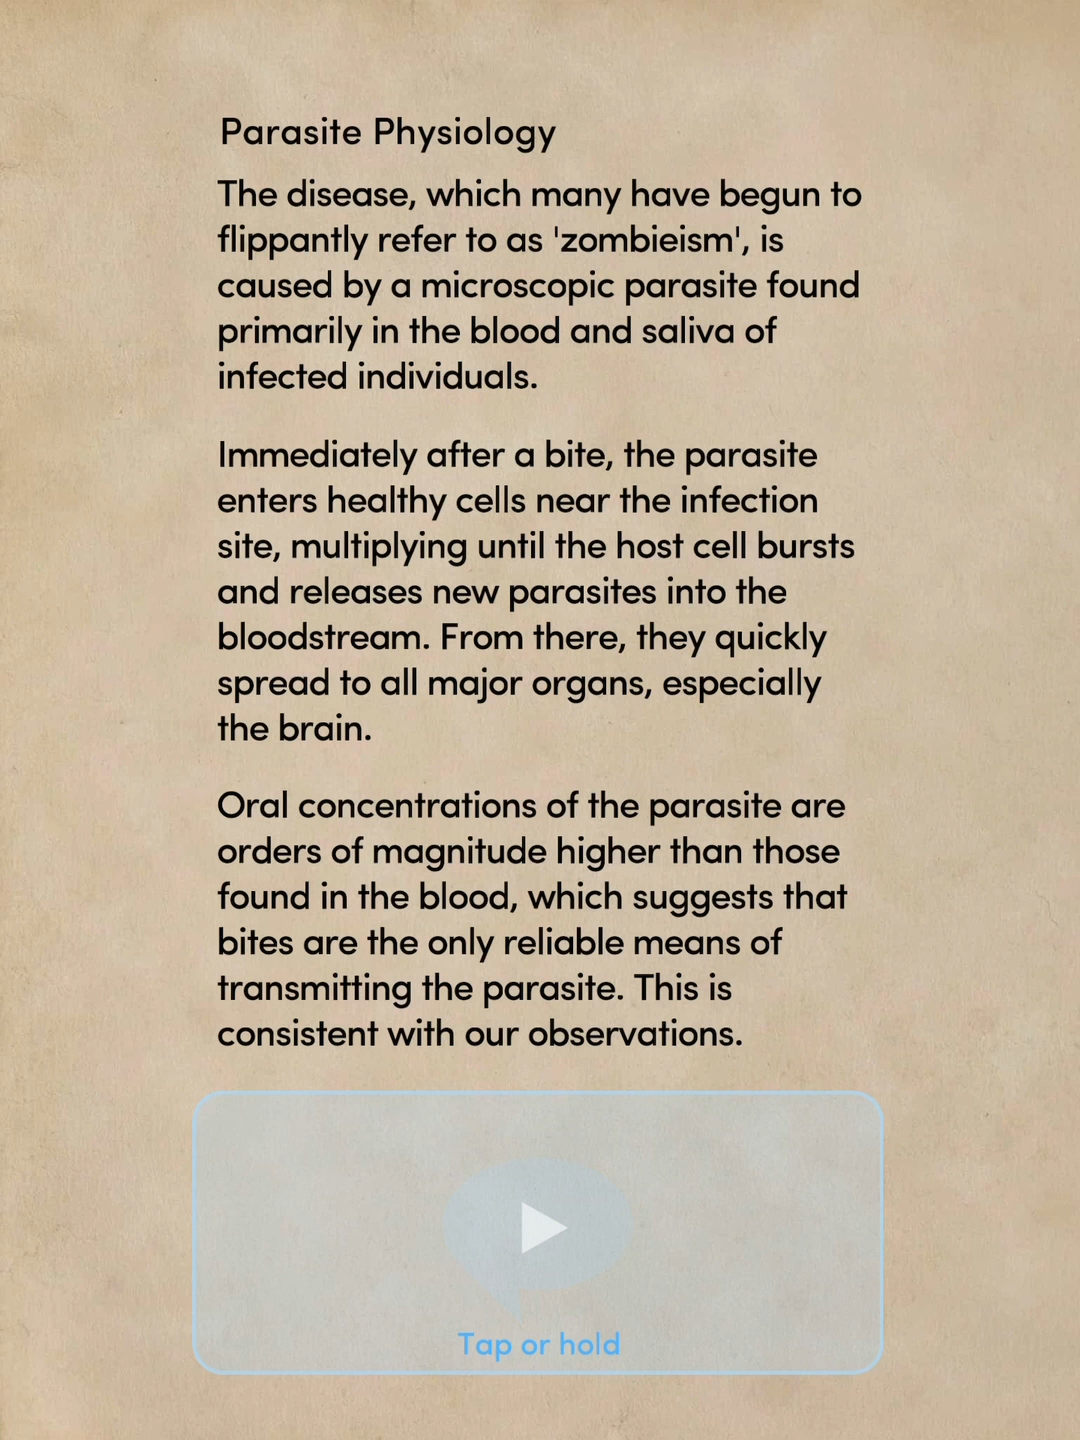 Parasite Physiology
The disease, which many have begun to
flippantly refer to as 'zombieism', is
caused by a microscopic parasite found
primarily in the blood and saliva of
infected individuals.
Immediately after a bite, the parasite
enters healthy cells near the infection
site, multiplying until the host cell bursts
and releases new parasites into the
bloodstream. From there, they quickly
spread to all major organs, especially
the brain.
Oral concentrations of the parasite are
orders of magnitude higher than those
found in the blood, which suggests that
bites are the only reliable means of
transmitting the parasite. This is
consistent with our observations.
Tap or hold